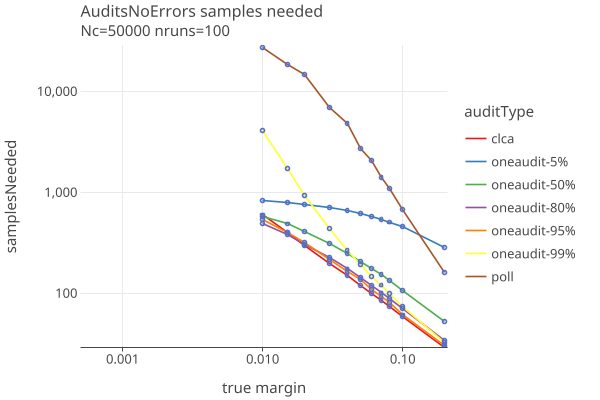 AuditsNoErrors samples needed
Nc=50000 nruns=100
10,000
1,000
100
samplesNeeded
0.001
0.010
0.10
true margin
auditType
clca
oneaudit-5%
oneaudit-50%
oneaudit-80%
oneaudit-95%
oneaudit-99%
poll